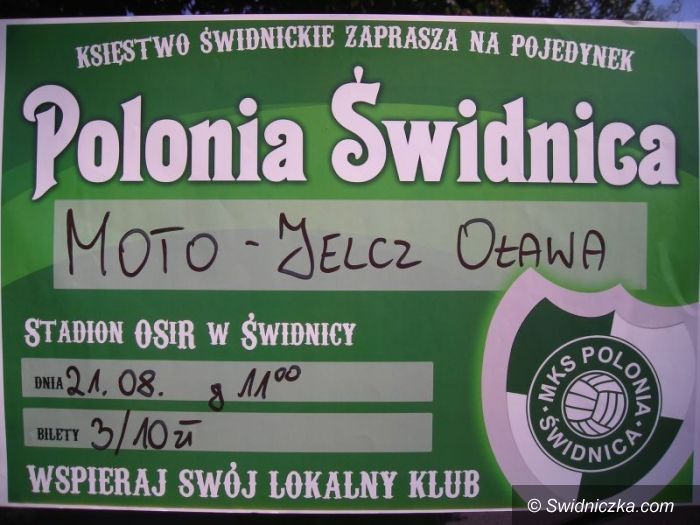 KSIĘSTWO ŚWIDNICKIE ZAPRASZA NA POJEDYNEK
Polonia Świdnica
MOTO - JELCZ OŁAWA
STADION OSIR W ŚWIDNICY
DNIA 21.08. g 11⁰⁰
BILETY 3/10 zł
WSPIERAJ SWÓJ LOKALNY KLUB
MKS POLONIA
ŚWIDNICA
© Swidniczka.com